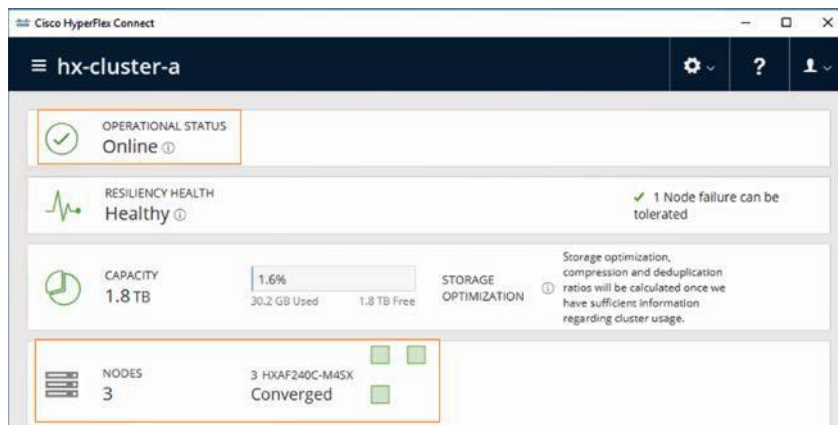 Cisco HyperFlex Connect
hx-cluster-a
?
OPERATIONAL STATUS
Online
RESILIENCY HEALTH
Healthy
✓ 1 Node failure can be
tolerated
CAPACITY
1.8 TB
1.6%
30.2 GB Used
1.8 TB Free
STORAGE
OPTIMIZATION
Storage optimization,
compression and deduplication
ratios will be calculated once we
have sufficient information
regarding cluster usage.
NODES
3
3 HXAF240C-M4SX
Converged